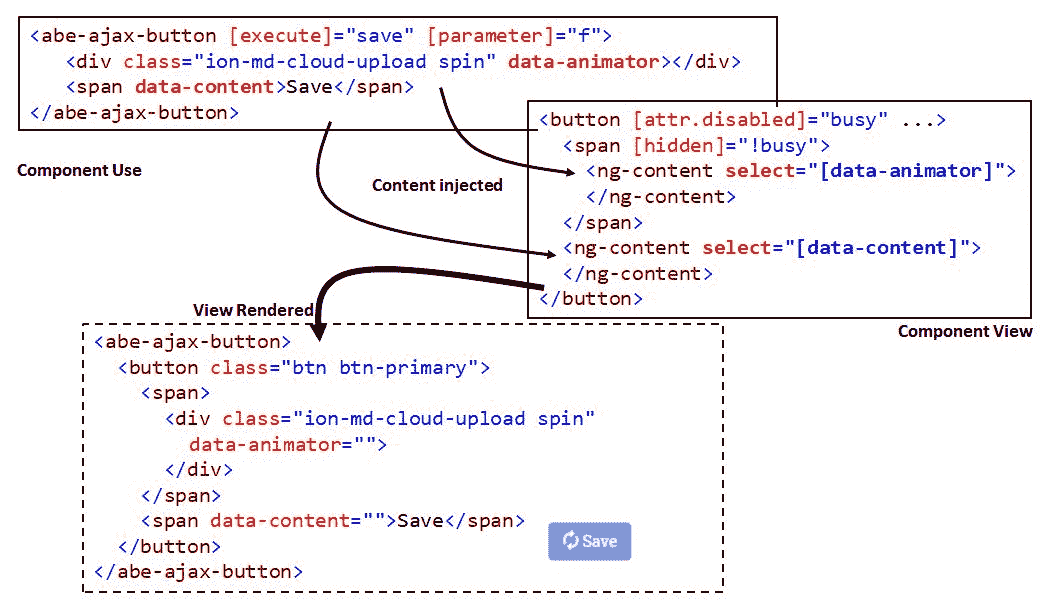 <abe-ajax-button [execute]="save" [parameter]="f">
<div class="ion-md-cloud-upload spin" data-animator></div>
<span data-content>Save</span>
</abe-ajax-button>
Component Use
Content injected
<button [attr.disabled]="busy" ...>
<span [hidden]="!busy">
<ng-content select="[data-animator]">
</ng-content>
</span>
<ng-content select="[data-content]">
</ng-content>
</button>
Component View
View Rendered
<abe-ajax-button>
<button class="btn btn-primary">
<span>
<div class="ion-md-cloud-upload spin"
data-animator="">
</div>
</span>
<span data-content="">Save</span>
</button>
</abe-ajax-button>
Save